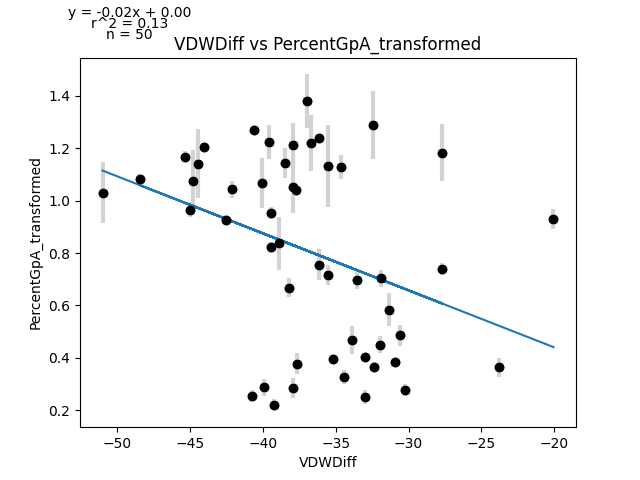 y = -0.02x + 0.00
r^2 = 0.13
n = 50
VDWDiff vs PercentGpA_transformed
1.4
1.2
1.0
0.8
0.6
0.4
0.2
PercentGpA_transformed
−50
−45
−40
−35
−30
−25
−20
VDWDiff